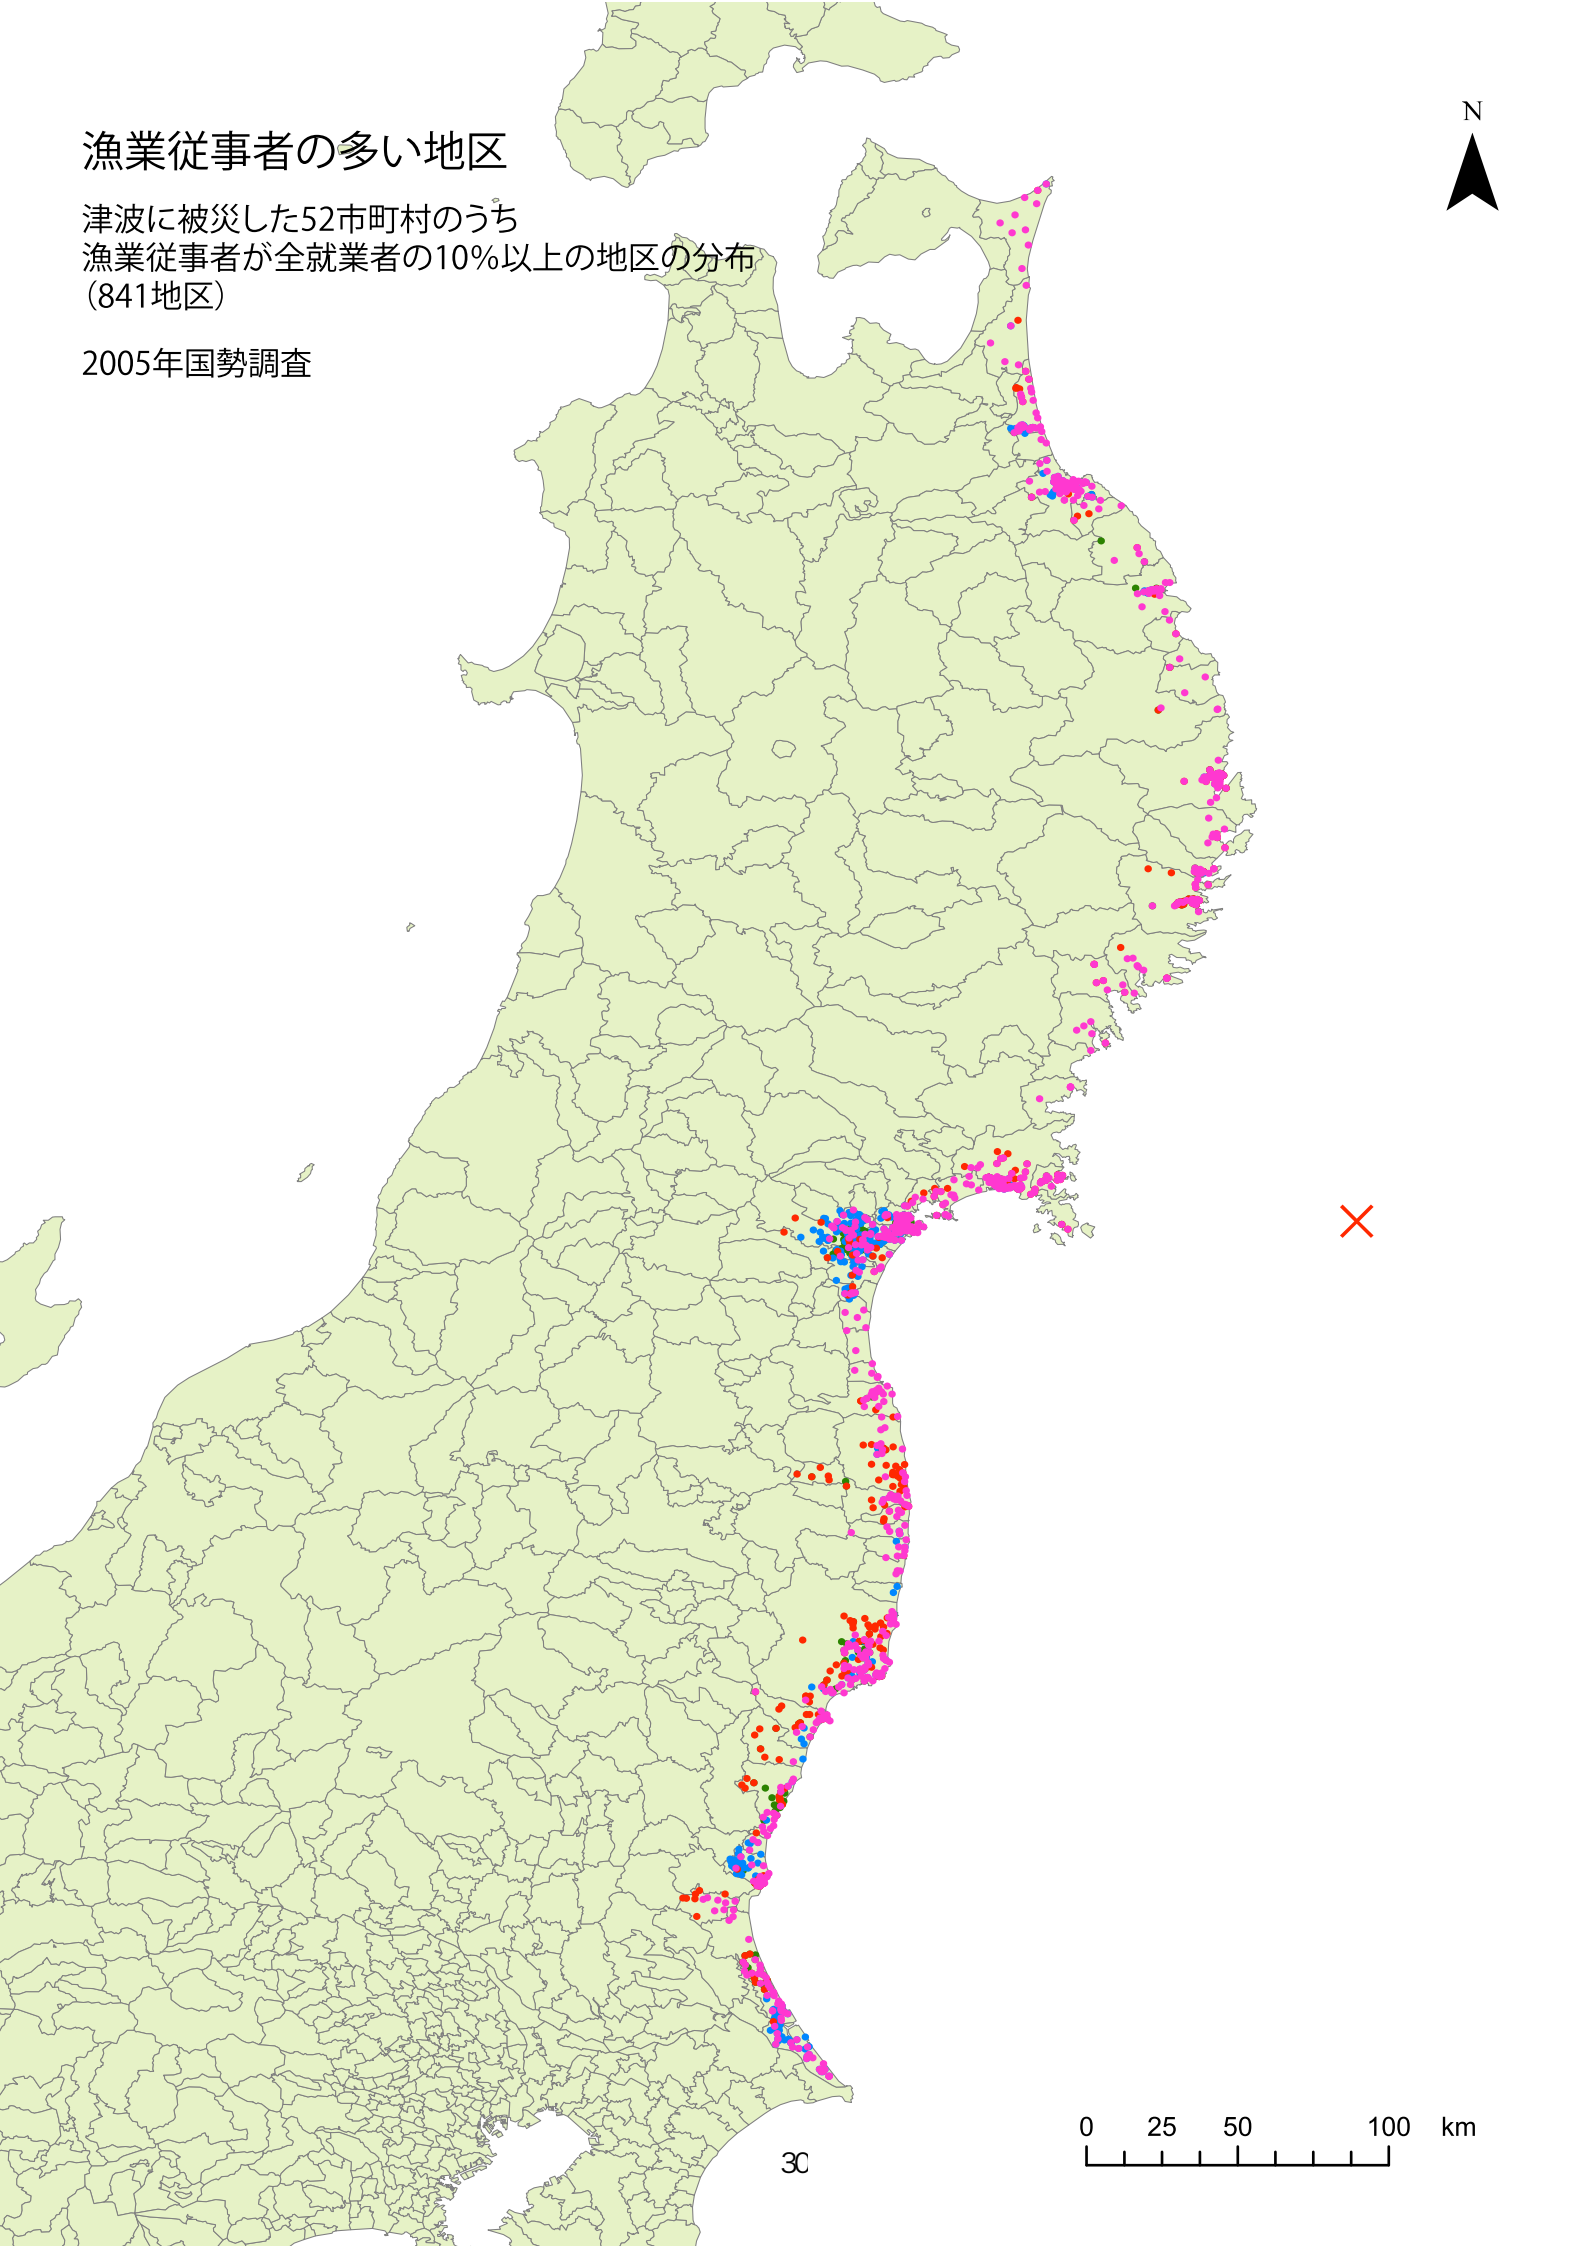 N
漁業従事者の多い地区
津波に被災した52市町村のうち
漁業従事者が全就業者の10%以上の地区の分布
（841地区）
2005年国勢調査
0 25 50 100 km
30